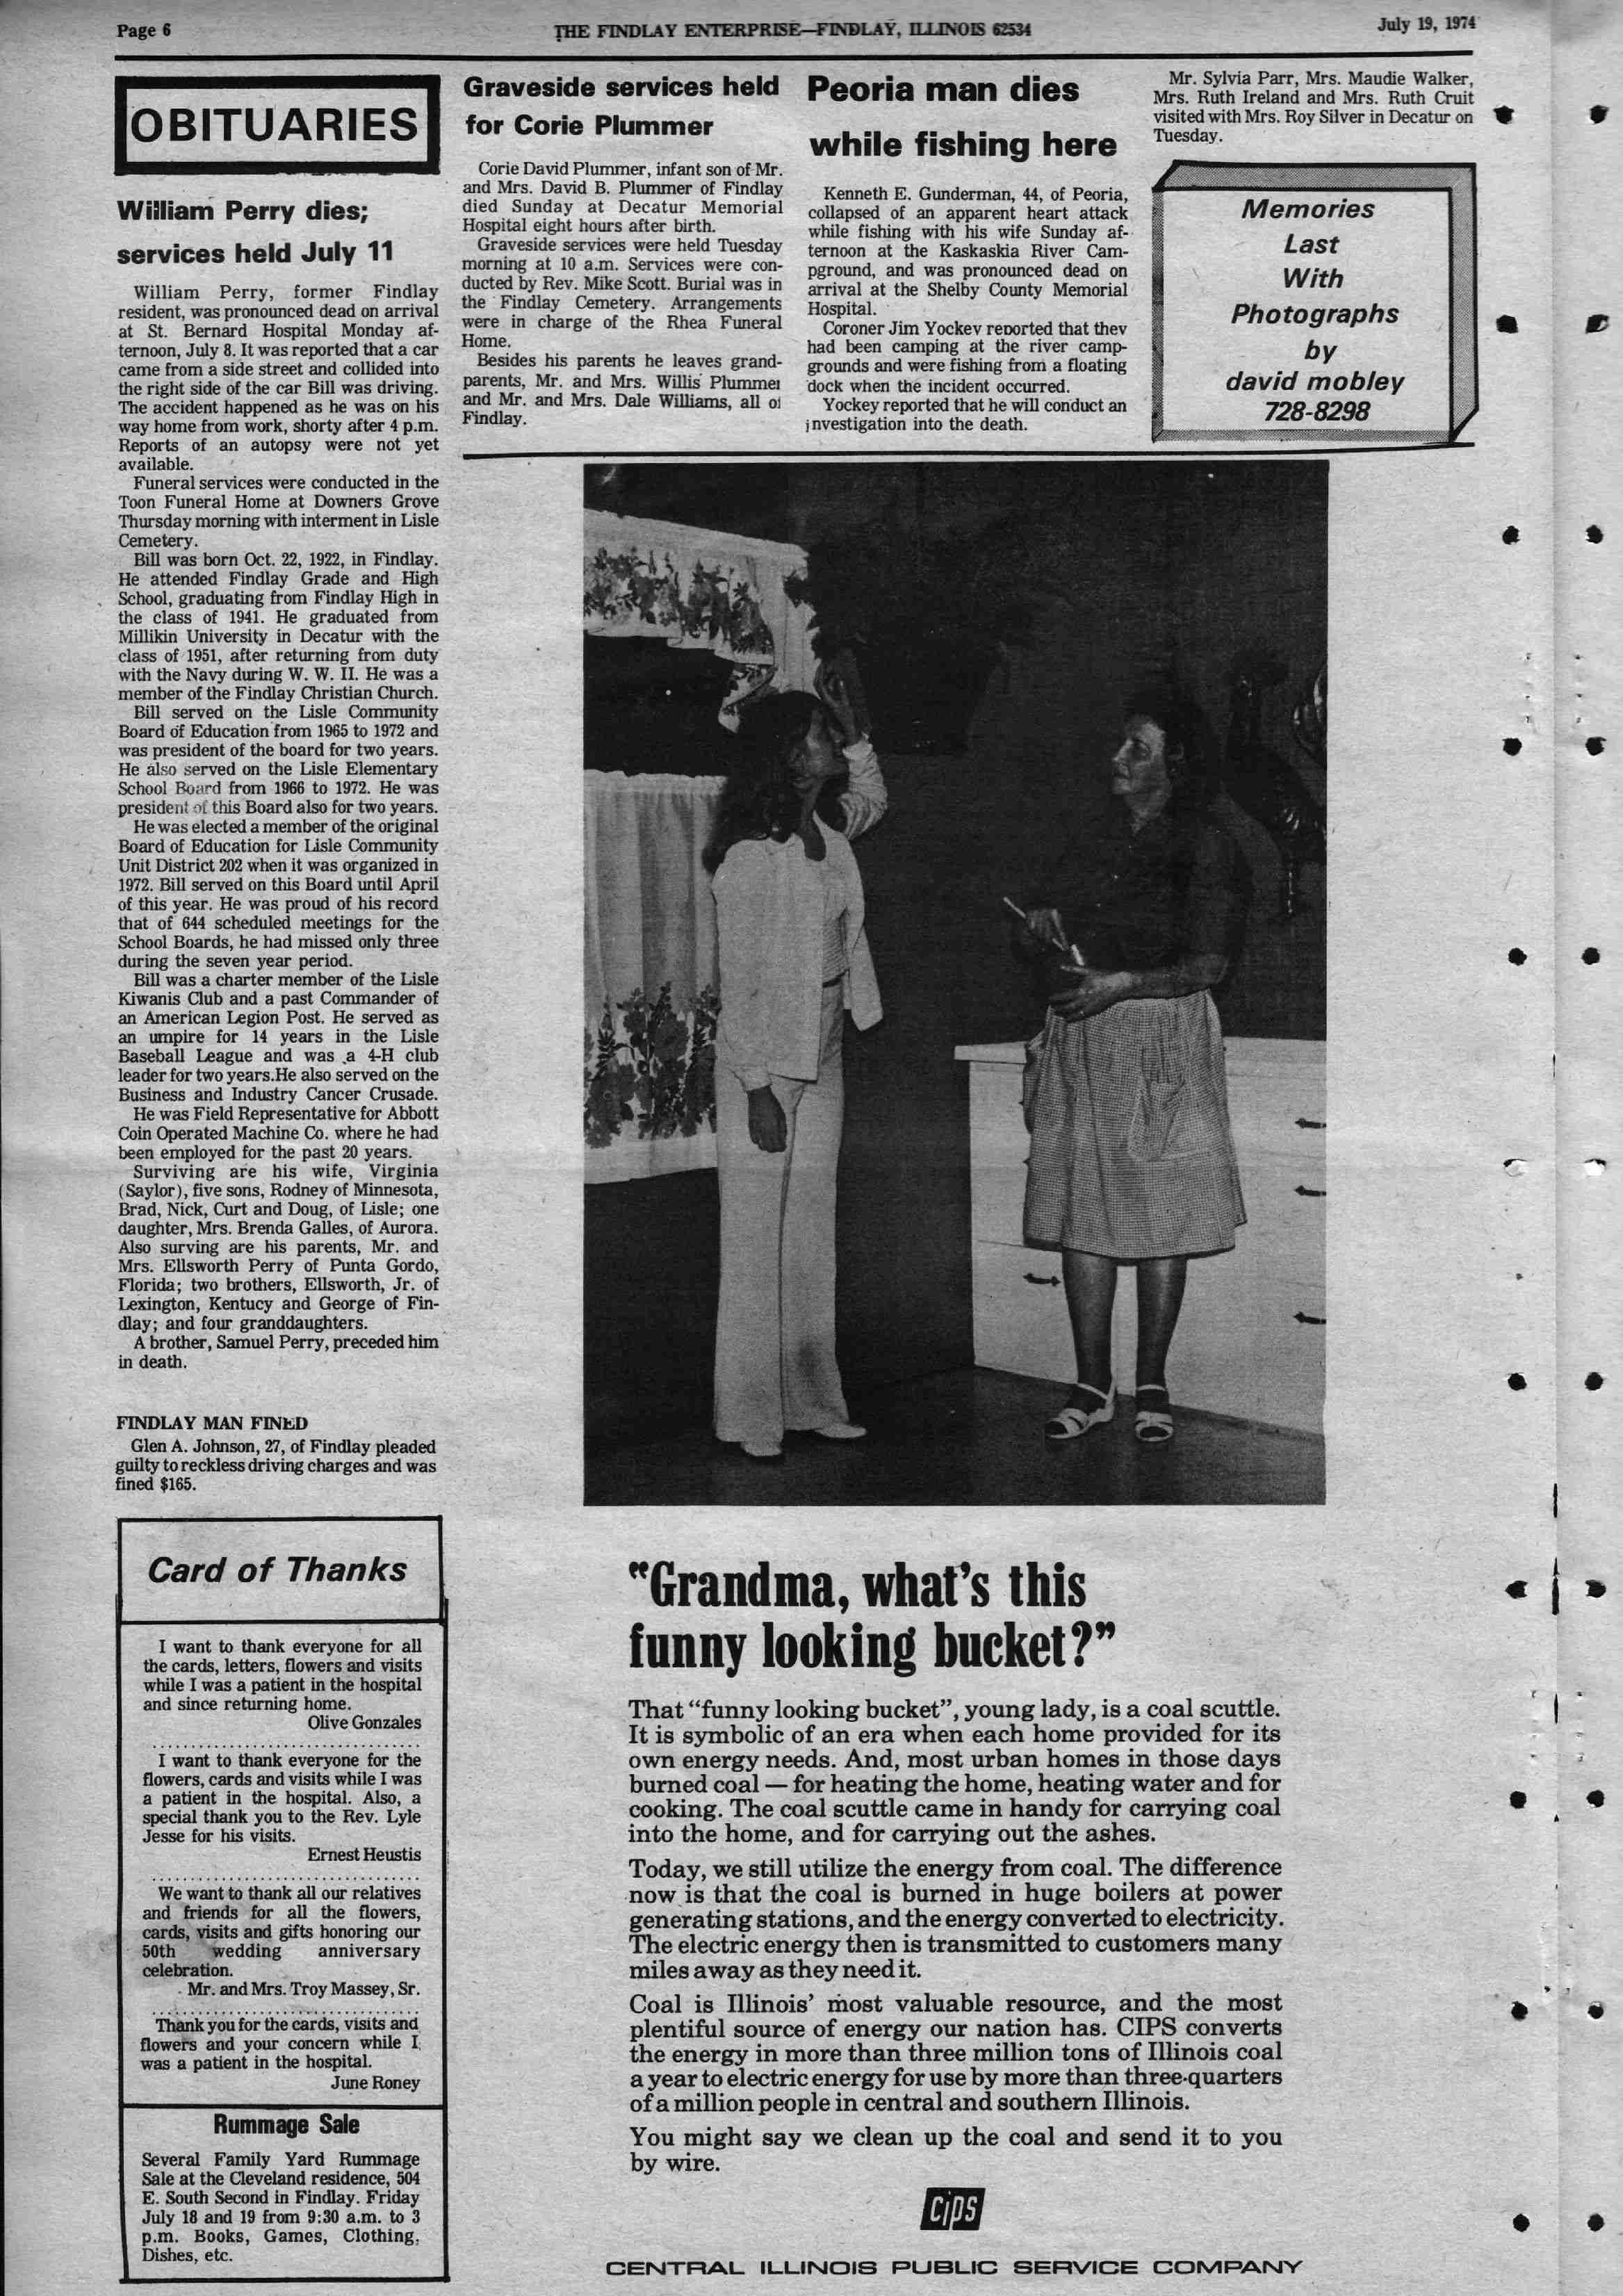 Page 6
THE FINDLAY ENTERPRISE—FINDLAY, ILLINOIS 62534
July 19, 1974
OBITUARIES
William Perry dies;
services held July 11
William Perry, former Findlay
resident, was pronounced dead on arrival
at St. Bernard Hospital Monday af-
ternoon, July 8. It was reported that a car
came from a side street and collided into
the right side of the car Bill was driving.
The accident happened as he was on his
way home from work, shorty after 4 p.m.
Reports of an autopsy were not yet
available.
Funeral services were conducted in the
Toon Funeral Home at Downers Grove
Thursday morning with interment in Lisle
Cemetery.
Bill was born Oct. 22, 1922, in Findlay.
He attended Findlay Grade and High
School, graduating from Findlay High in
the class of 1941. He graduated from
Millikin University in Decatur with the
class of 1951, after returning from duty
with the Navy during W. W. II. He was a
member of the Findlay Christian Church.
Bill served on the Lisle Community
Board of Education from 1965 to 1972 and
was president of the board for two years.
He also served on the Lisle Elementary
School Board from 1966 to 1972. He was
president of this Board also for two years.
He was elected a member of the original
Board of Education for Lisle Community
Unit District 202 when it was organized in
1972. Bill served on this Board until April
of this year. He was proud of his record
that of 644 scheduled meetings for the
School Boards, he had missed only three
during the seven year period.
Bill was a charter member of the Lisle
Kiwanis Club and a past Commander of
an American Legion Post. He served as
an umpire for 14 years in the Lisle
Baseball League and was a 4-H club
leader for two years.He also served on the
Business and Industry Cancer Crusade.
He was Field Representative for Abbott
Coin Operated Machine Co. where he had
been employed for the past 20 years.
Surviving are his wife, Virginia
(Saylor), five sons, Rodney of Minnesota,
Brad, Nick, Curt and Doug, of Lisle; one
daughter, Mrs. Brenda Galles, of Aurora.
Also surving are his parents, Mr. and
Mrs. Ellsworth Perry of Punta Gordo,
Florida; two brothers, Ellsworth, Jr. of
Lexington, Kentucy and George of Fin-
dlay; and four granddaughters.
A brother, Samuel Perry, preceded him
in death.
FINDLAY MAN FINED
Glen A. Johnson, 27, of Findlay pleaded
guilty to reckless driving charges and was
fined $165.
Card of Thanks
I want to thank everyone for all
the cards, letters, flowers and visits
while I was a patient in the hospital
and since returning home.
Olive Gonzales
I want to thank everyone for the
flowers, cards and visits while I was
a patient in the hospital. Also, a
special thank you to the Rev. Lyle
Jesse for his visits.
Ernest Heustis
We want to thank all our relatives
and friends for all the flowers,
cards, visits and gifts honoring our
50th wedding anniversary
celebration.
Mr. and Mrs. Troy Massey, Sr.
Thank you for the cards, visits and
flowers and your concern while I
was a patient in the hospital.
June Roney
Rummage Sale
Several Family Yard Rummage
Sale at the Cleveland residence, 504
E. South Second in Findlay. Friday
July 18 and 19 from 9:30 a.m. to 3
p.m. Books, Games, Clothing,
Dishes, etc.
Graveside services held
for Corie Plummer
Corie David Plummer, infant son of Mr.
and Mrs. David B. Plummer of Findlay
died Sunday at Decatur Memorial
Hospital eight hours after birth.
Graveside services were held Tuesday
morning at 10 a.m. Services were con-
ducted by Rev. Mike Scott. Burial was in
the Findlay Cemetery. Arrangements
were in charge of the Rhea Funeral
Home.
Besides his parents he leaves grand-
parents, Mr. and Mrs. Willis Plummer
and Mr. and Mrs. Dale Williams, all of
Findlay.
Peoria man dies
while fishing here
Kenneth E. Gunderman, 44, of Peoria,
collapsed of an apparent heart attack
while fishing with his wife Sunday af-
ternoon at the Kaskaskia River Cam-
pground, and was pronounced dead on
arrival at the Shelby County Memorial
Hospital.
Coroner Jim Yockey reported that they
had been camping at the river camp-
grounds and were fishing from a floating
dock when the incident occurred.
Yockey reported that he will conduct an
investigation into the death.
Mr. Sylvia Parr, Mrs. Maudie Walker,
Mrs. Ruth Ireland and Mrs. Ruth Cruit
visited with Mrs. Roy Silver in Decatur on
Tuesday.
Memories
Last
With
Photographs
by
david mobley
728-8298
"Grandma, what's this
funny looking bucket?"
That "funny looking bucket", young lady, is a coal scuttle.
It is symbolic of an era when each home provided for its
own energy needs. And, most urban homes in those days
burned coal — for heating the home, heating water and for
cooking. The coal scuttle came in handy for carrying coal
into the home, and for carrying out the ashes.
Today, we still utilize the energy from coal. The difference
now is that the coal is burned in huge boilers at power
generating stations, and the energy converted to electricity.
The electric energy then is transmitted to customers many
miles away as they need it.
Coal is Illinois' most valuable resource, and the most
plentiful source of energy our nation has. CIPS converts
the energy in more than three million tons of Illinois coal
a year to electric energy for use by more than three-quarters
of a million people in central and southern Illinois.
You might say we clean up the coal and send it to you
by wire.
CIPS
CENTRAL ILLINOIS PUBLIC SERVICE COMPANY